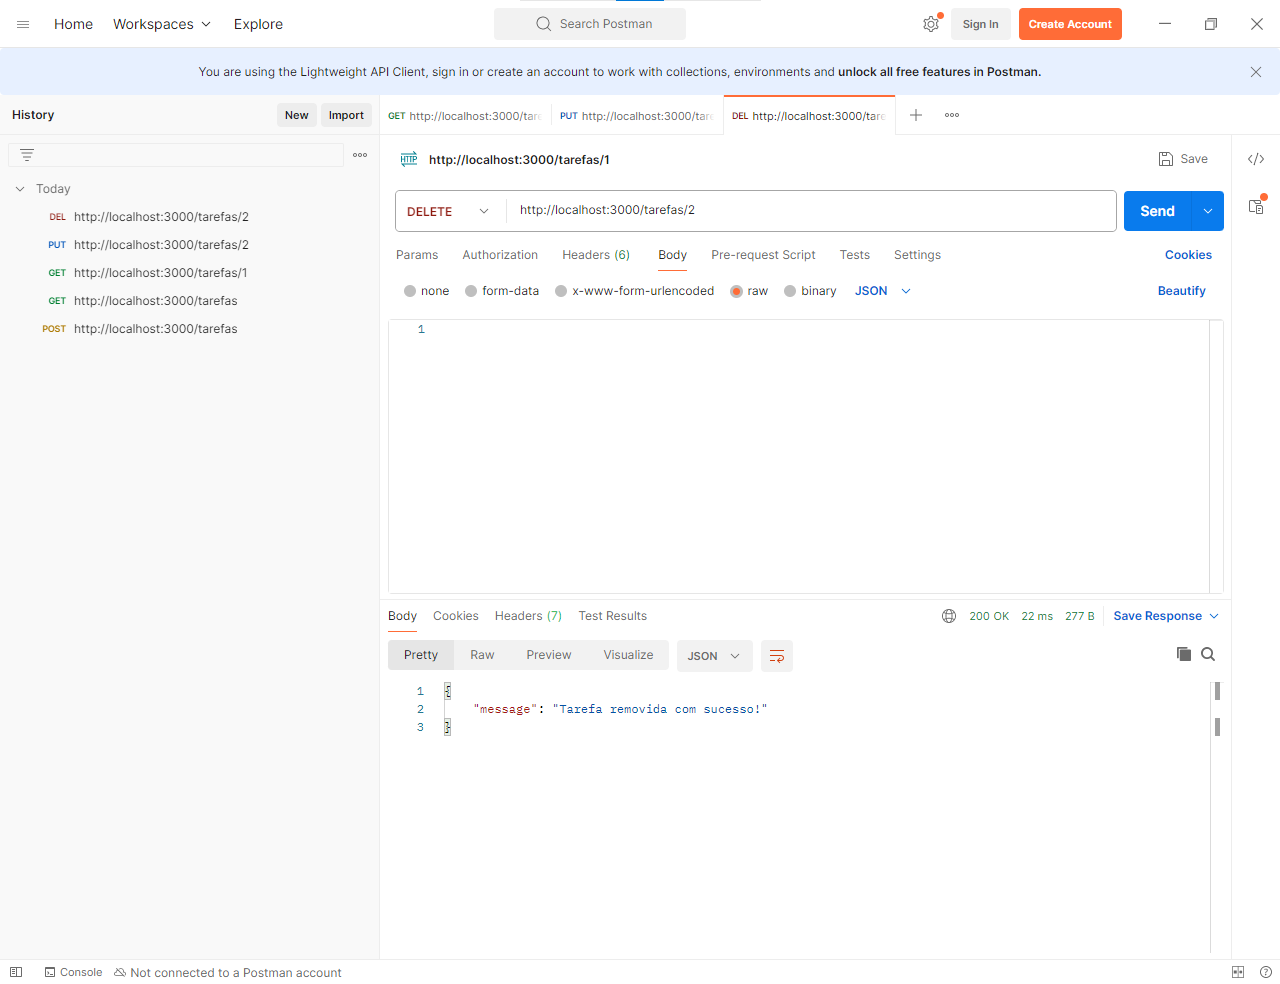 Home Workspaces Explore Search Postman Sign In Create Account
You are using the Lightweight API Client, sign in or create an account to work with collections, environments and unlock all free features in Postman.
History New Import
GET http://localhost:3000/tare PUT http://localhost:3000/tar DEL http://localhost:3000/tare
HTTP http://localhost:3000/tarefas/1 Save
Today
DEL http://localhost:3000/tarefas/2
PUT http://localhost:3000/tarefas/2
GET http://localhost:3000/tarefas/1
GET http://localhost:3000/tarefas
POST http://localhost:3000/tarefas
DELETE http://localhost:3000/tarefas/2 Send
Params Authorization Headers (6) Body Pre-request Script Tests Settings Cookies
none form-data x-www-form-urlencoded raw binary JSON Beautify
1
Body Cookies Headers (7) Test Results 200 OK 22 ms 277 B Save Response
Pretty Raw Preview Visualize JSON
1 {
2 "message": "Tarefa removida com sucesso!"
3 }
Console Not connected to a Postman account